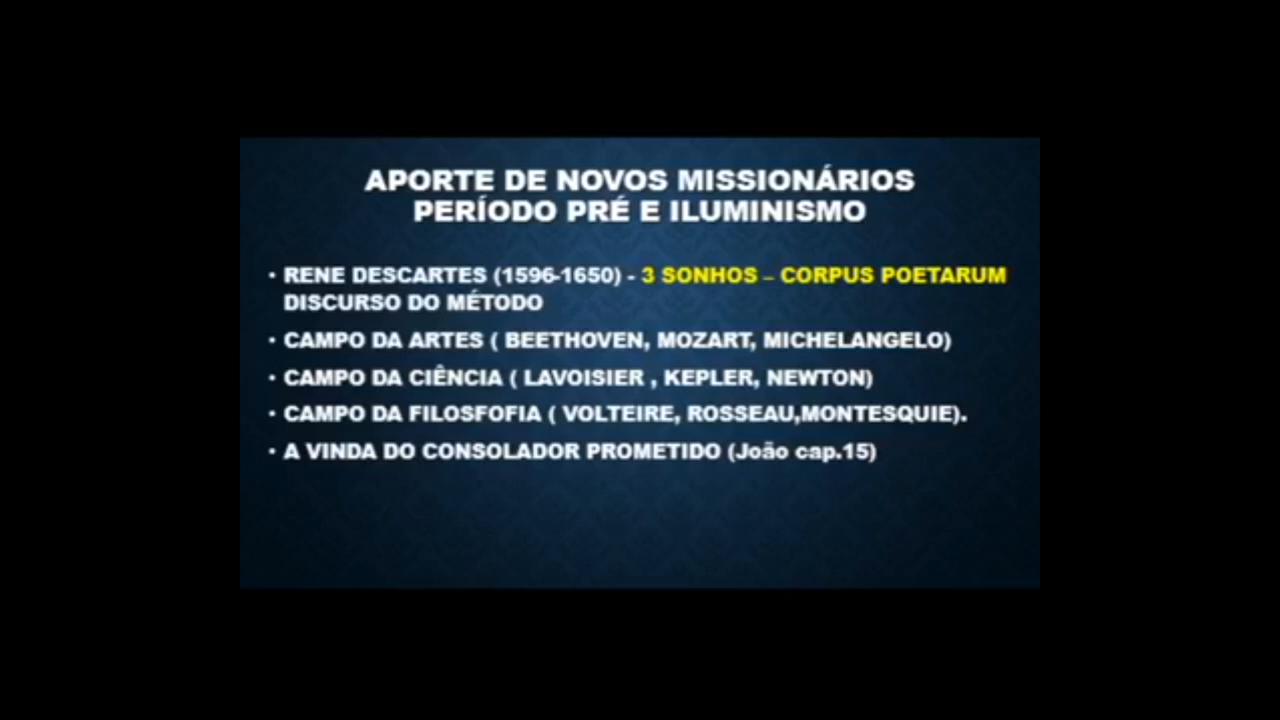 APORTE DE NOVOS MISSIONÁRIOS
PERÍODO PRÉ E ILUMINISMO
• RENE DESCARTES (1596-1650) - 3 SONHOS – CORPUS POETARUM
DISCURSO DO MÉTODO
• CAMPO DA ARTES ( BEETHOVEN, MOZART, MICHELANGELO)
• CAMPO DA CIÊNCIA ( LAVOISIER , KEPLER, NEWTON)
• CAMPO DA FILOSFOFIA ( VOLTEIRE, ROSSEAU,MONTESQUIE).
• A VINDA DO CONSOLADOR PROMETIDO (João cap.15)